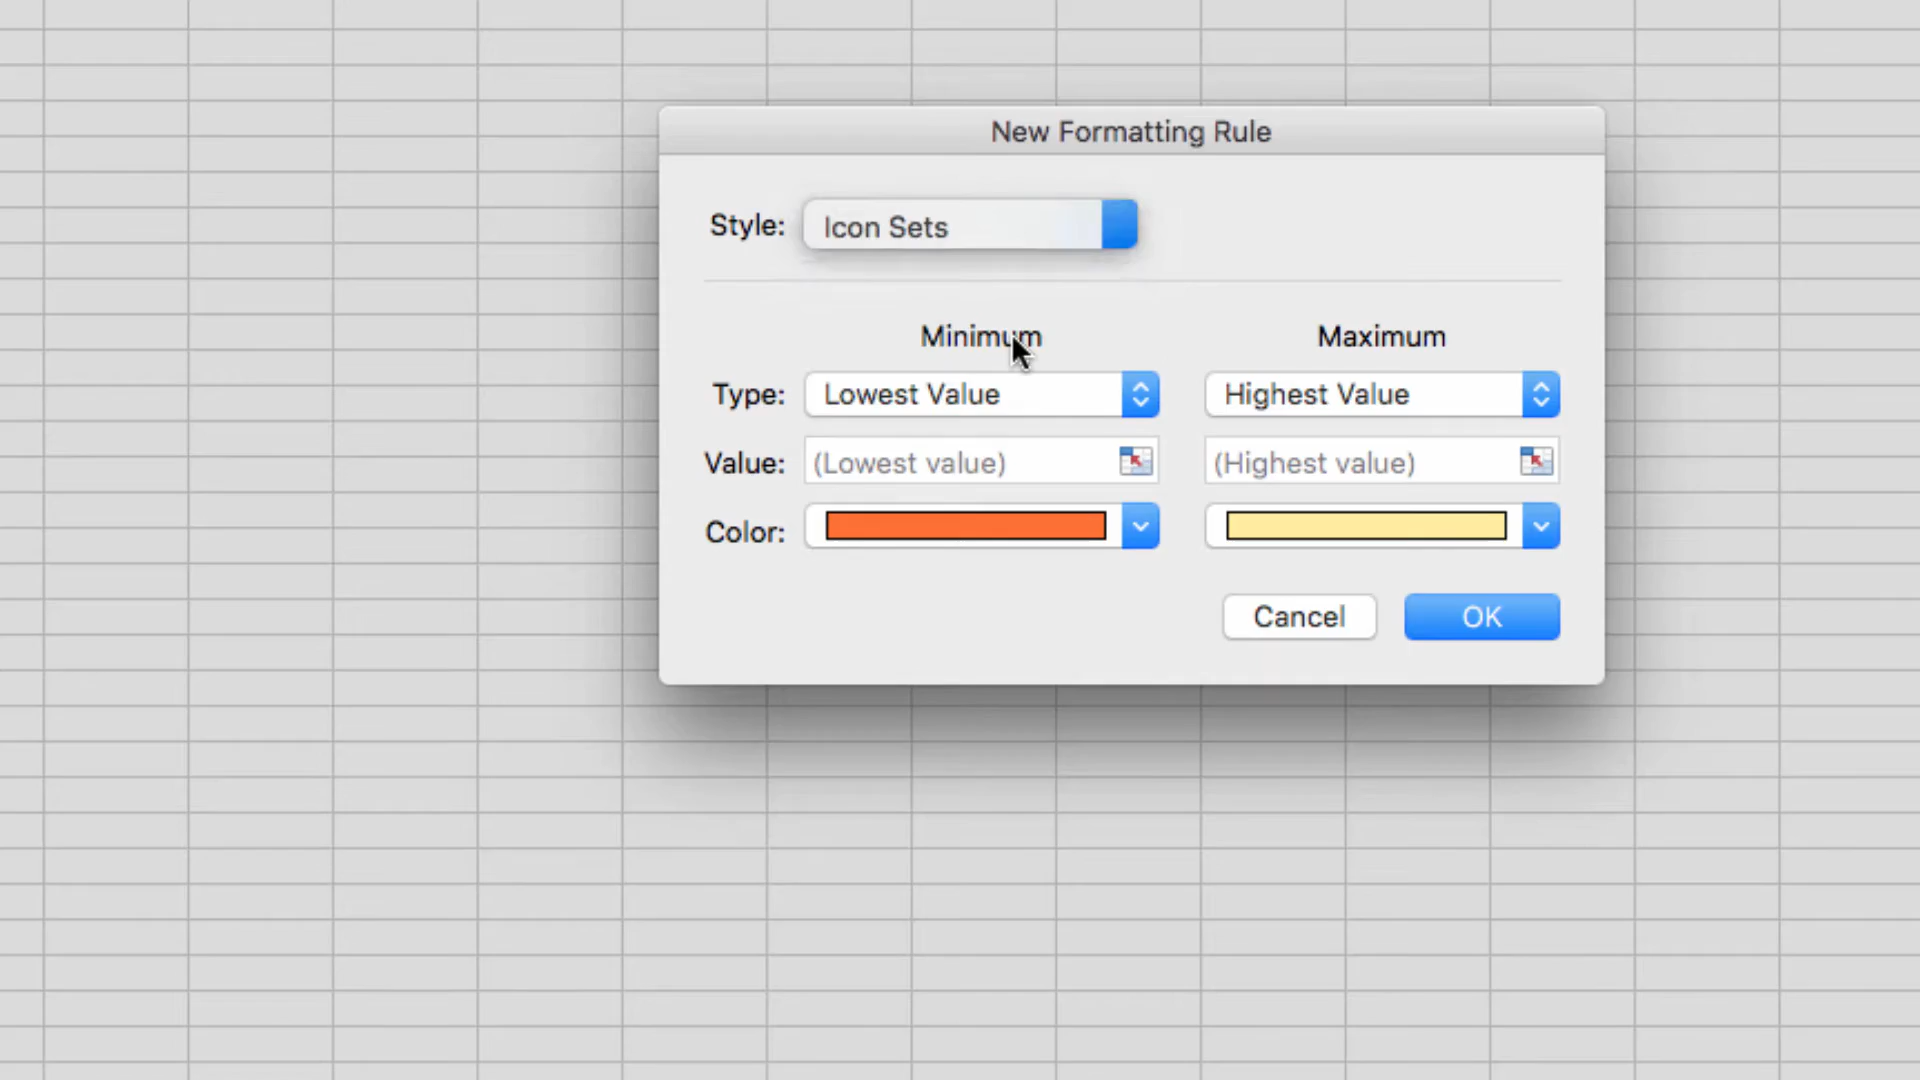 New Formatting Rule
Style: Icon Sets
Minimum Maximum
Type: Lowest Value Highest Value
Value: (Lowest value) (Highest value)
Color:
Cancel OK